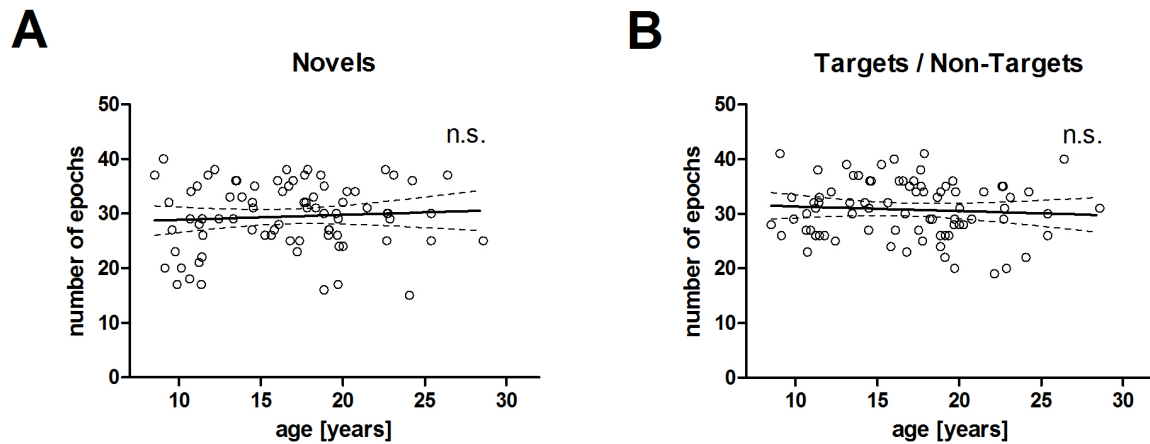 A
Novels
number of epochs
50
40
30
20
10
0
n.s.
10 15 20 25 30
age [years]
B
Targets / Non-Targets
number of epochs
50
40
30
20
10
0
n.s.
10 15 20 25 30
age [years]